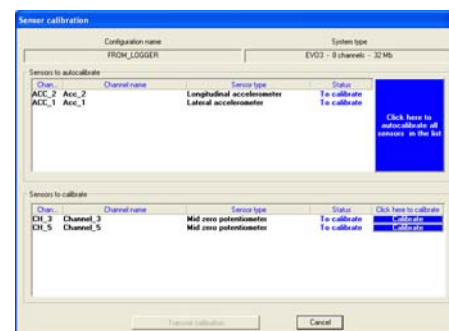 Sensor calibration
Configuration name System type
FROM_LOGGER EVO3 - 8 channels - 32 Mb
Sensors to autocalibrate
Chan... Channel name Sensor type Status
ACC_2 Acc_2 Longitudinal accelerometer To calibrate
ACC_1 Acc_1 Lateral accelerometer To calibrate
Click here to
autocalibrate all
sensors in the list
Sensors to calibrate
Chan... Channel name Sensor type Status Click here to calibrate
CH_3 Channel_3 Mid zero potentiometer To calibrate Calibrate
CH_5 Channel_5 Mid zero potentiometer To calibrate Calibrate
Transmit calibration Cancel